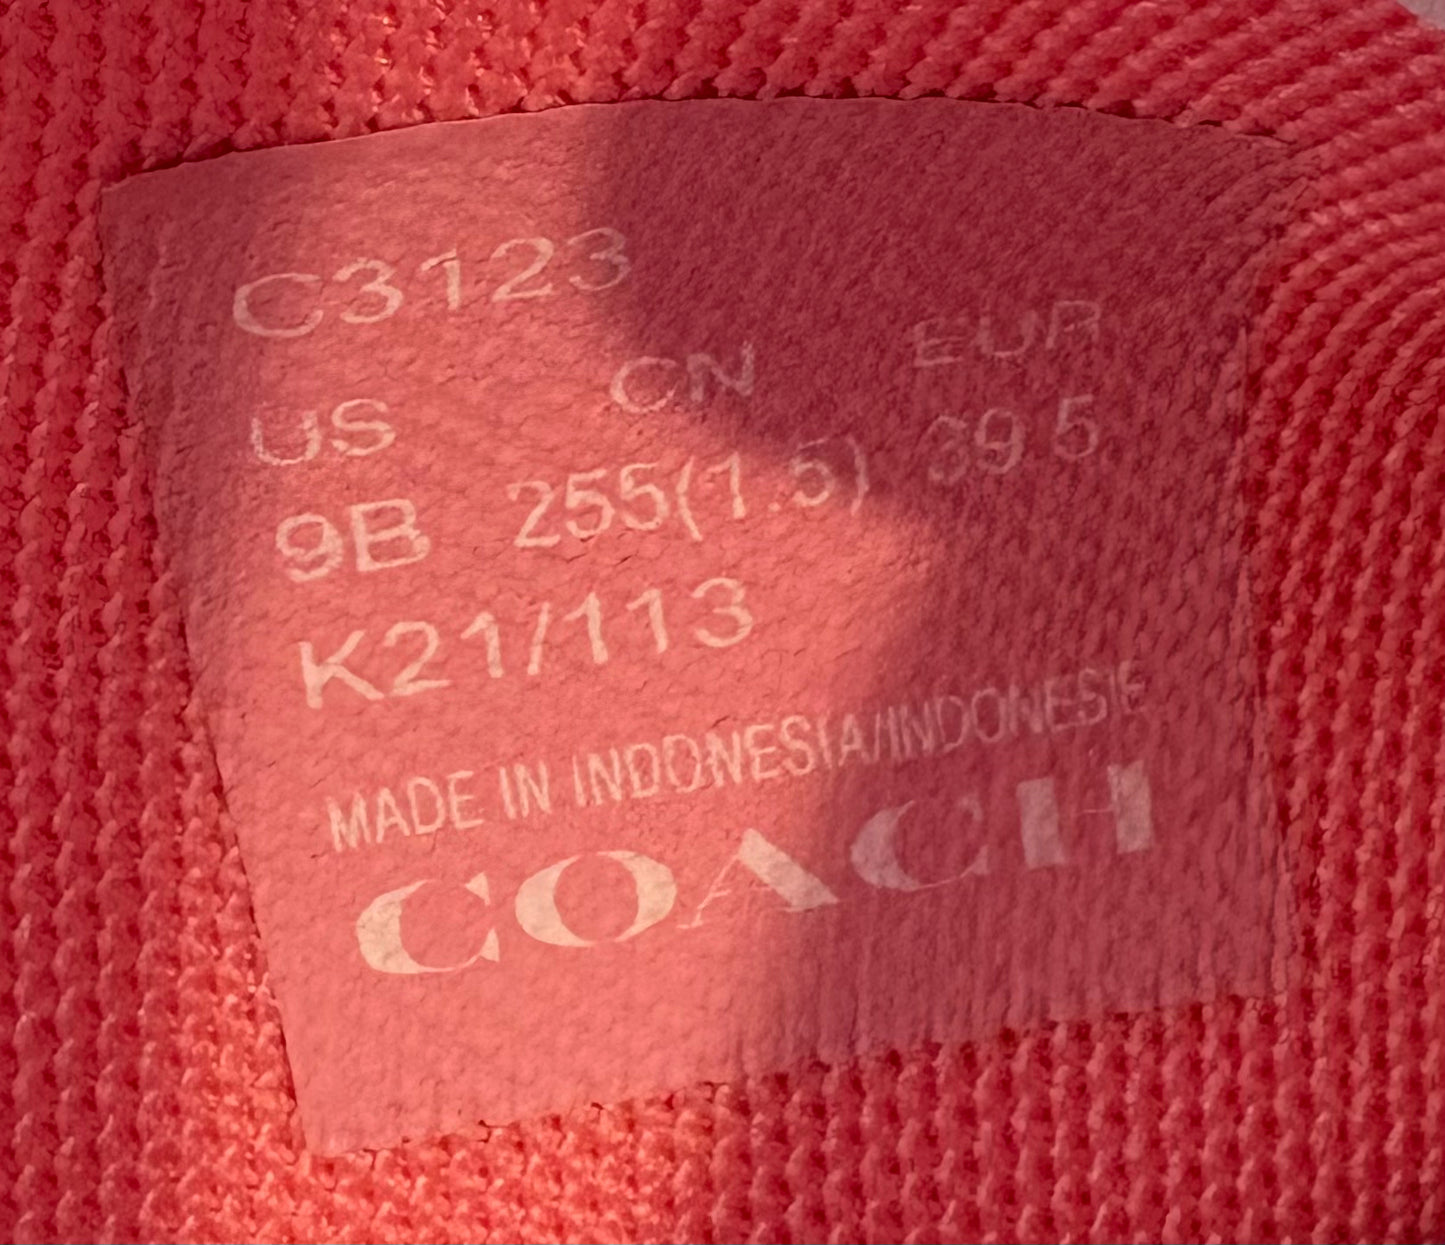 C3123
US CN EUR
9B 255(1.5) 39.5
K21/113
MADE IN INDONESIA/INDONESIE
COACH